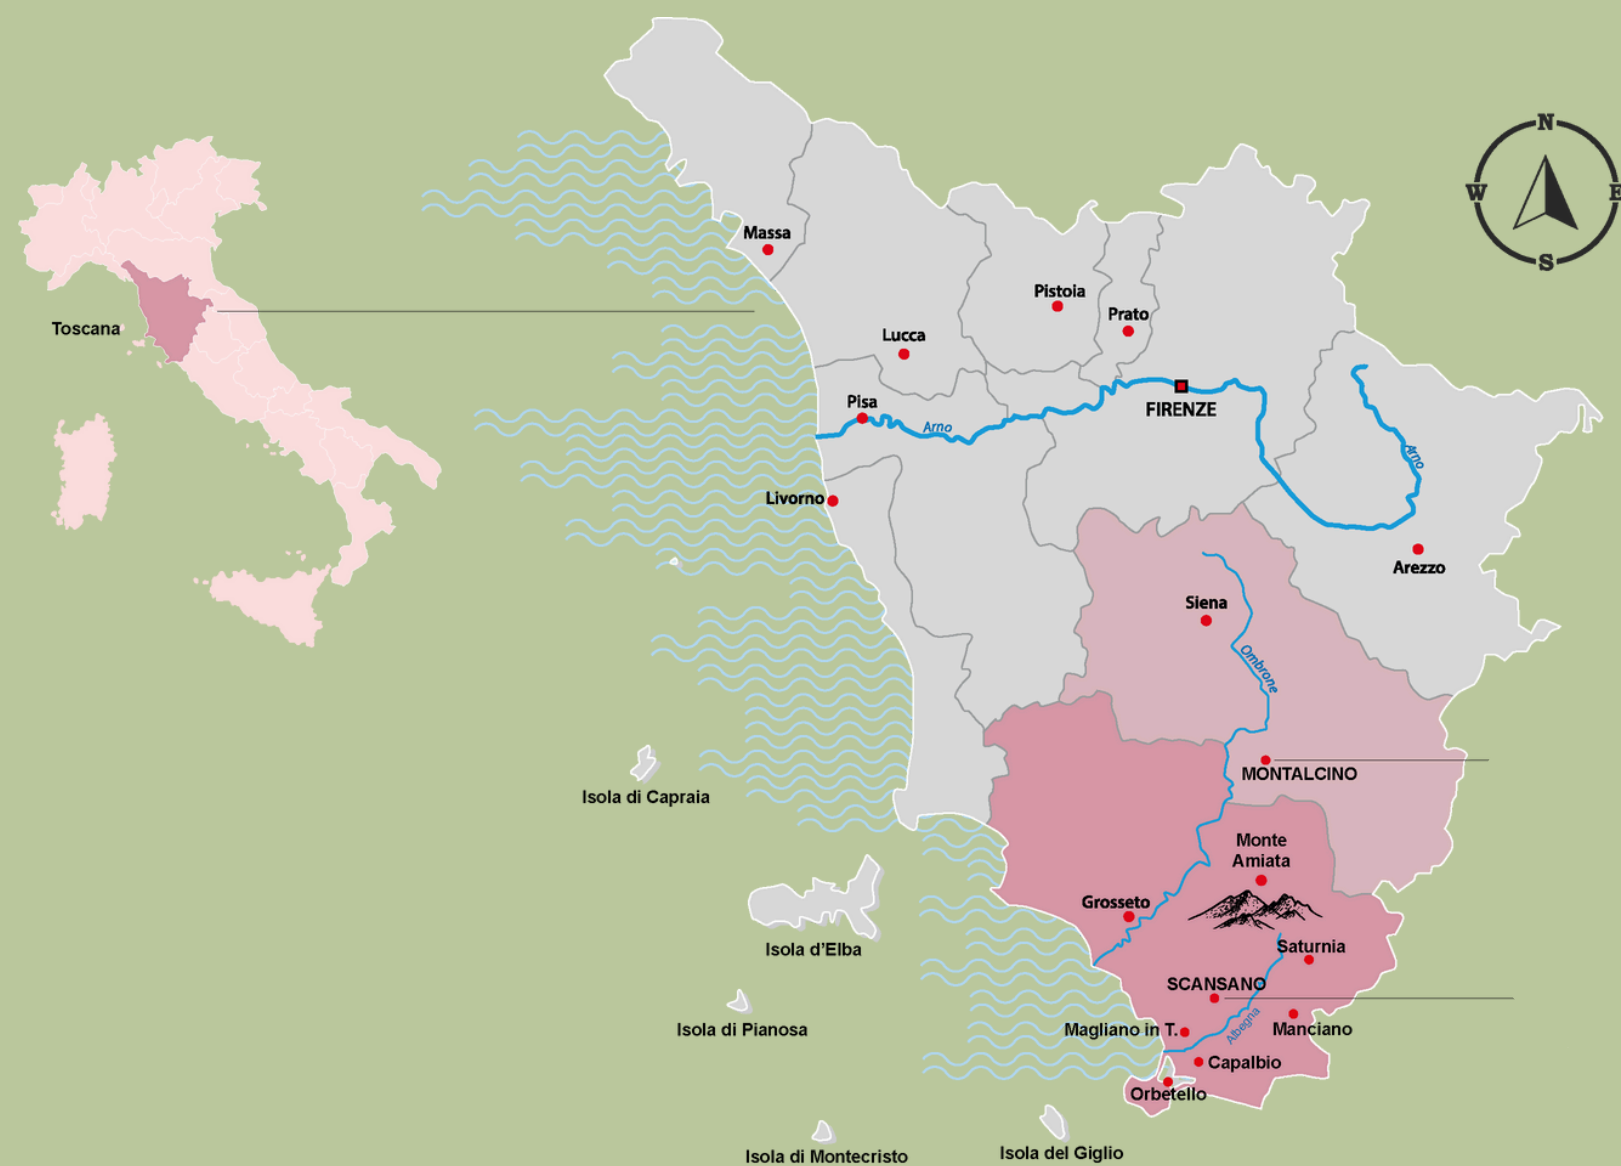 N
W
E
S
Massa
Pistoia
Prato
Toscana
Lucca
Pisa
FIRENZE
Arno
Arno
Livorno
Arezzo
Siena
Ombrone
MONTALCINO
Isola di Capraia
Monte
Amiata
Grosseto
Isola d'Elba
Saturnia
SCANSANO
Isola di Pianosa
Magliano in T.
Albegna
Manciano
Capalbio
Orbetello
Isola di Montecristo
Isola del Giglio